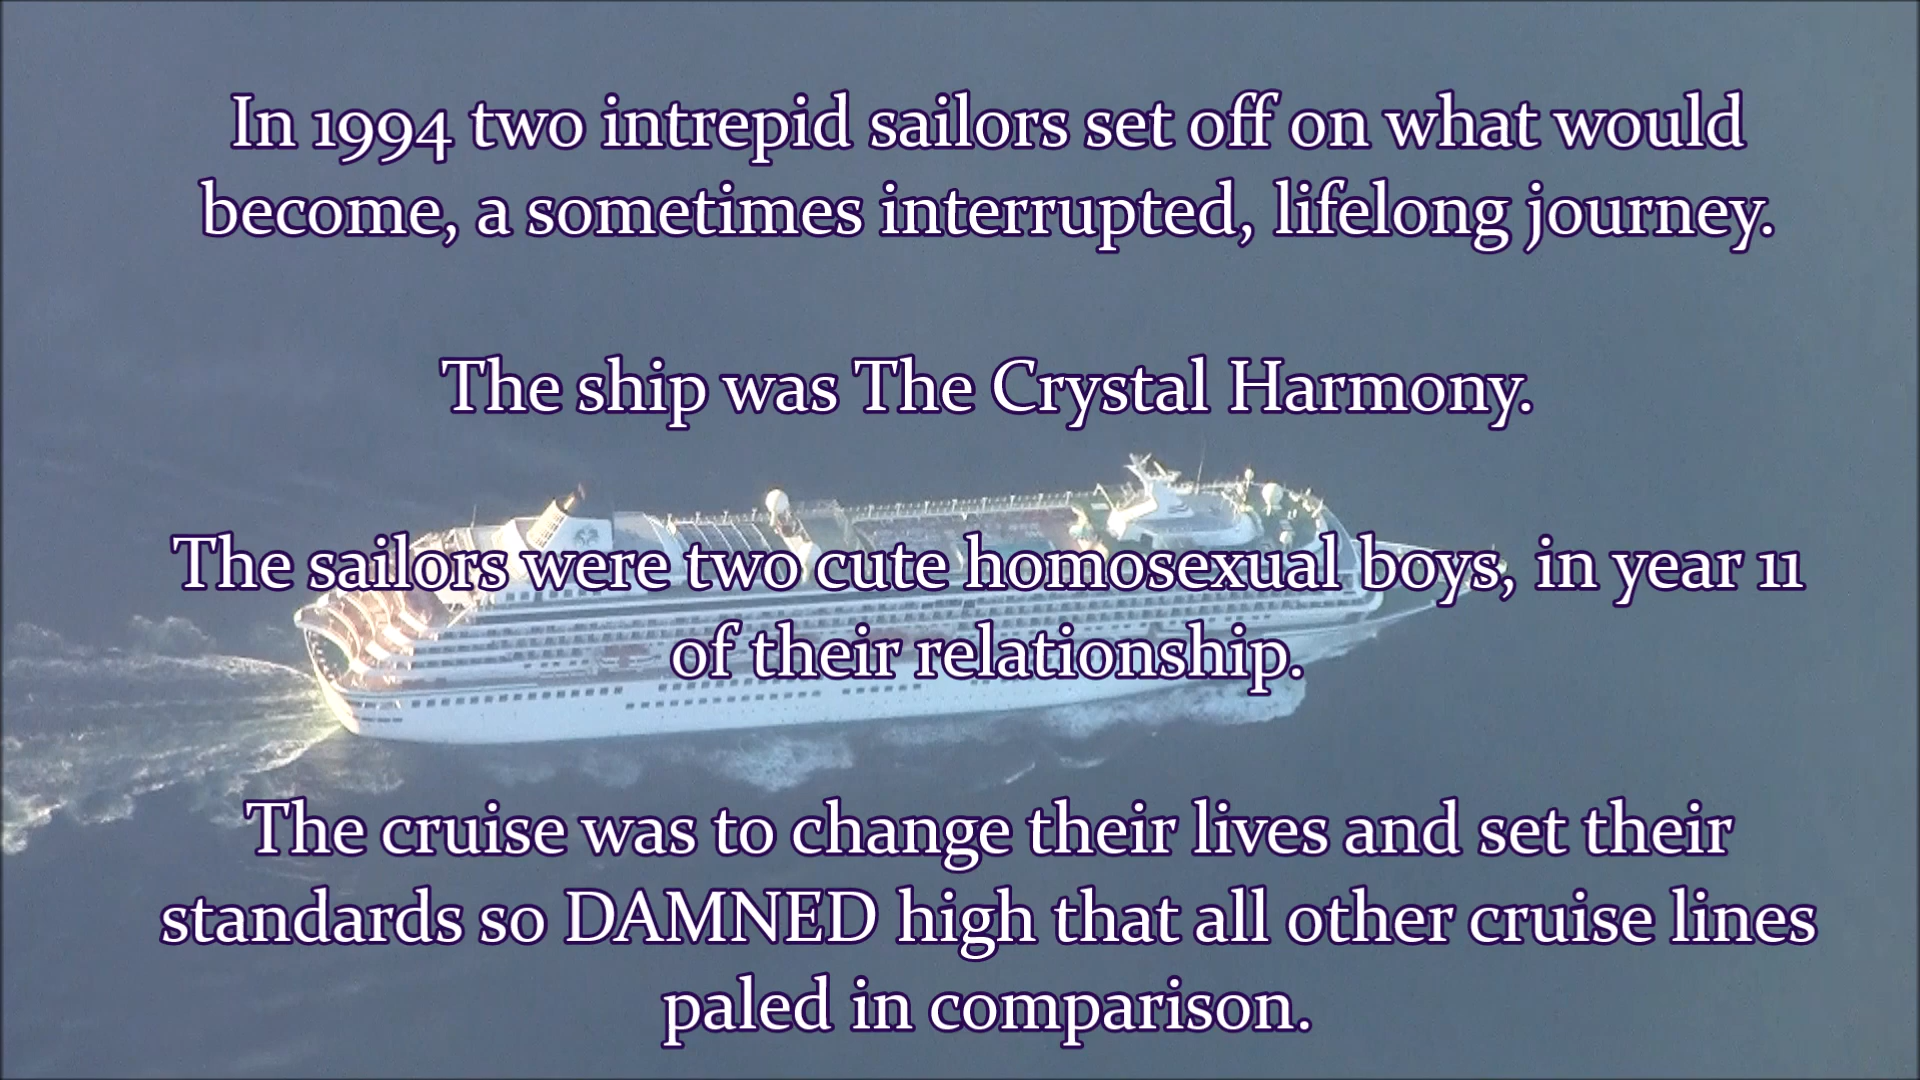 In 1994 two intrepid sailors set off on what would
become, a sometimes interrupted, lifelong journey.
The ship was The Crystal Harmony.
The sailors were two cute homosexual boys, in year 11
of their relationship.
The cruise was to change their lives and set their
standards so DAMNED high that all other cruise lines
paled in comparison.